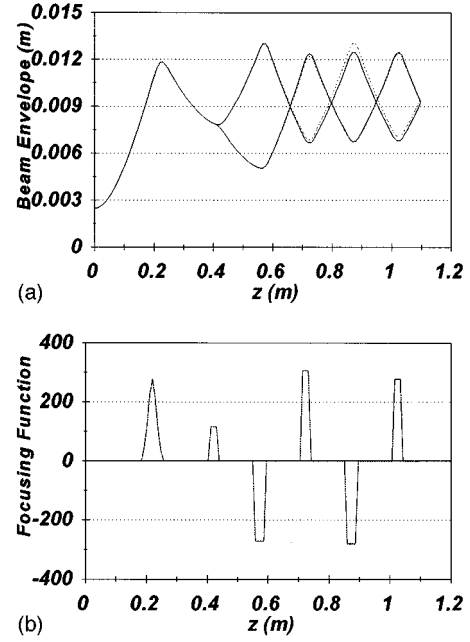 0.015
0.012
0.009
0.006
0.003
0
Beam Envelope (m)
0 0.2 0.4 0.6 0.8 1 1.2
z (m)
(a)
400
200
0
-200
-400
Focusing Function
0 0.2 0.4 0.6 0.8 1 1.2
z (m)
(b)